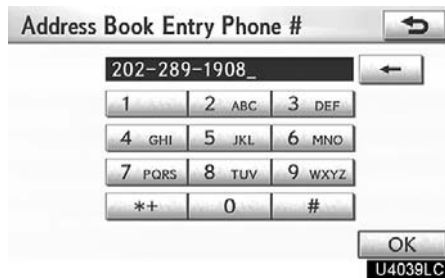 Address Book Entry Phone #
202-289-1908_
1 2 ABC 3 DEF
4 GHI 5 JKL 6 MNO
7 PQRS 8 TUV 9 WXYZ
*+ 0 #
OK
U4039LC